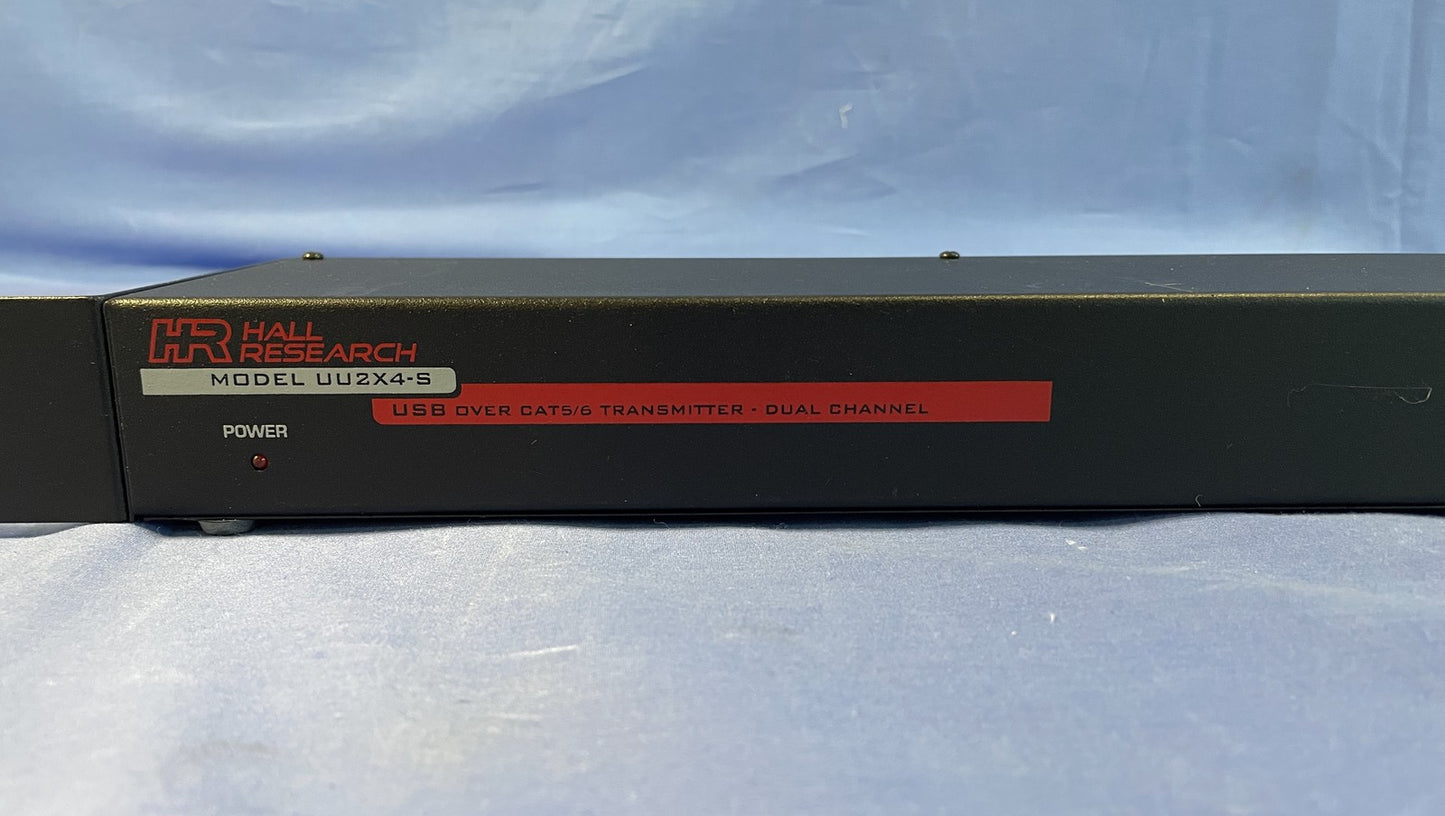 HR HALL
RESEARCH
MODEL UU2X4-S
USB OVER CAT5/6 TRANSMITTER - DUAL CHANNEL
POWER